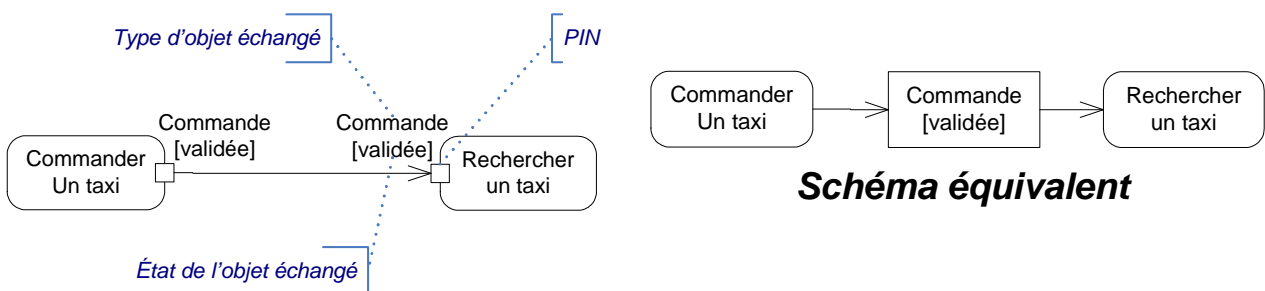 Type d'objet échangé
PIN
Commande
[validée]
Commande
[validée]
Commander
Un taxi
Rechercher
un taxi
État de l'objet échangé
Commander
Un taxi
Commande
[validée]
Rechercher
un taxi
Schéma équivalent